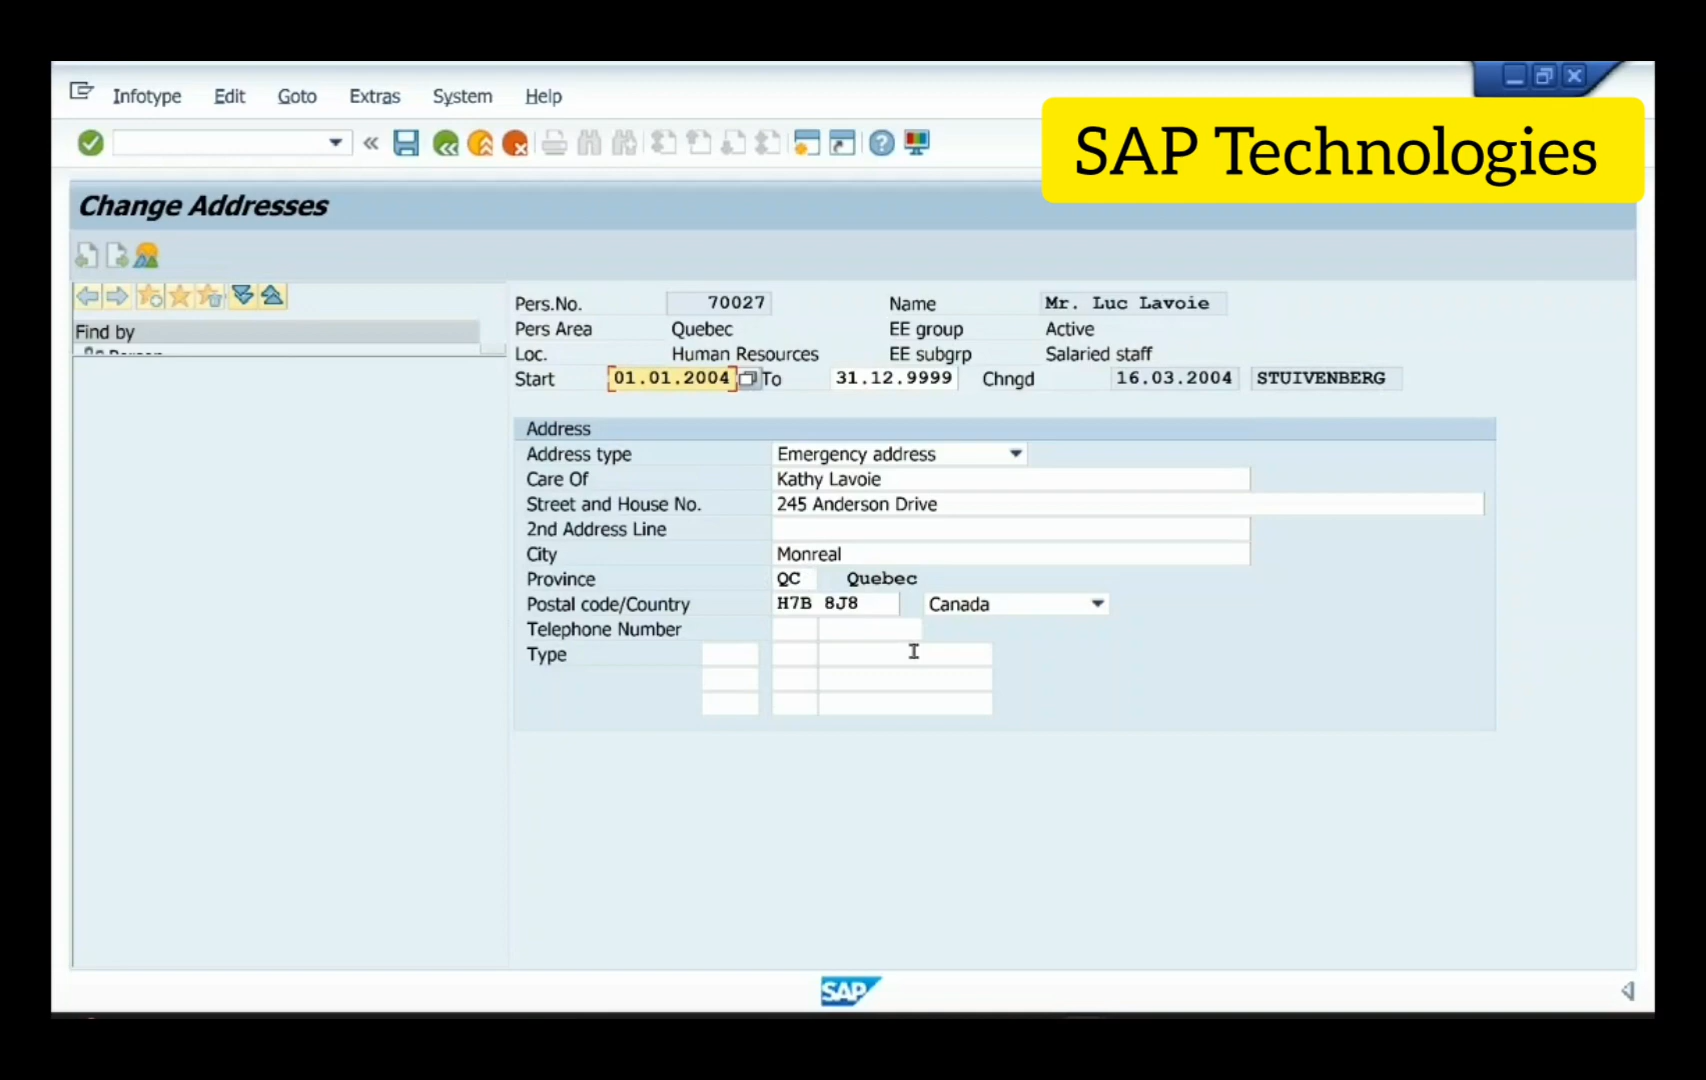 Infotype Edit Goto Extras System Help
SAP Technologies
Change Addresses
Find by
Pers.No. 70027 Name Mr. Luc Lavoie
Pers Area Quebec EE group Active
Loc. Human Resources EE subgrp Salaried staff
Start 01.01.2004 To 31.12.9999 Chngd 16.03.2004 STUIVENBERG
Address
Address type Emergency address
Care Of Kathy Lavoie
Street and House No. 245 Anderson Drive
2nd Address Line
City Monreal
Province QC Quebec
Postal code/Country H7B 8J8 Canada
Telephone Number
Type
SAP